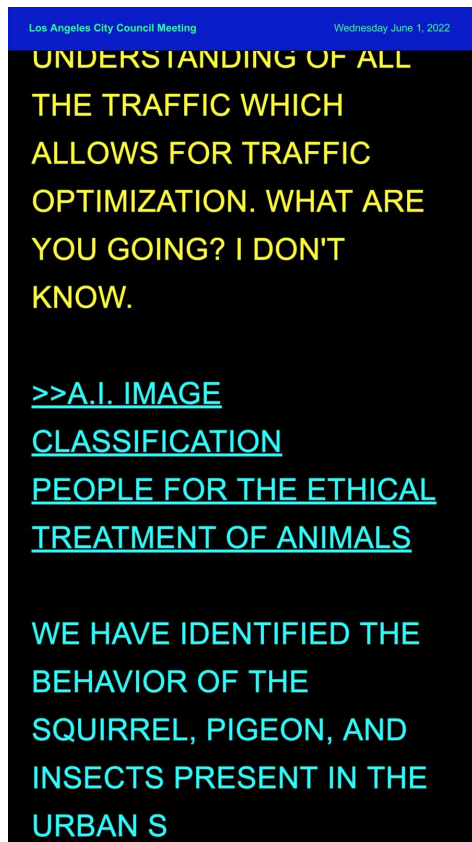 Los Angeles City Council Meeting
Wednesday June 1, 2022
UNDERSTANDING OF ALL
THE TRAFFIC WHICH
ALLOWS FOR TRAFFIC
OPTIMIZATION. WHAT ARE
YOU GOING? I DON'T
KNOW.
>>A.I. IMAGE
CLASSIFICATION
PEOPLE FOR THE ETHICAL
TREATMENT OF ANIMALS
WE HAVE IDENTIFIED THE
BEHAVIOR OF THE
SQUIRREL, PIGEON, AND
INSECTS PRESENT IN THE
URBAN S